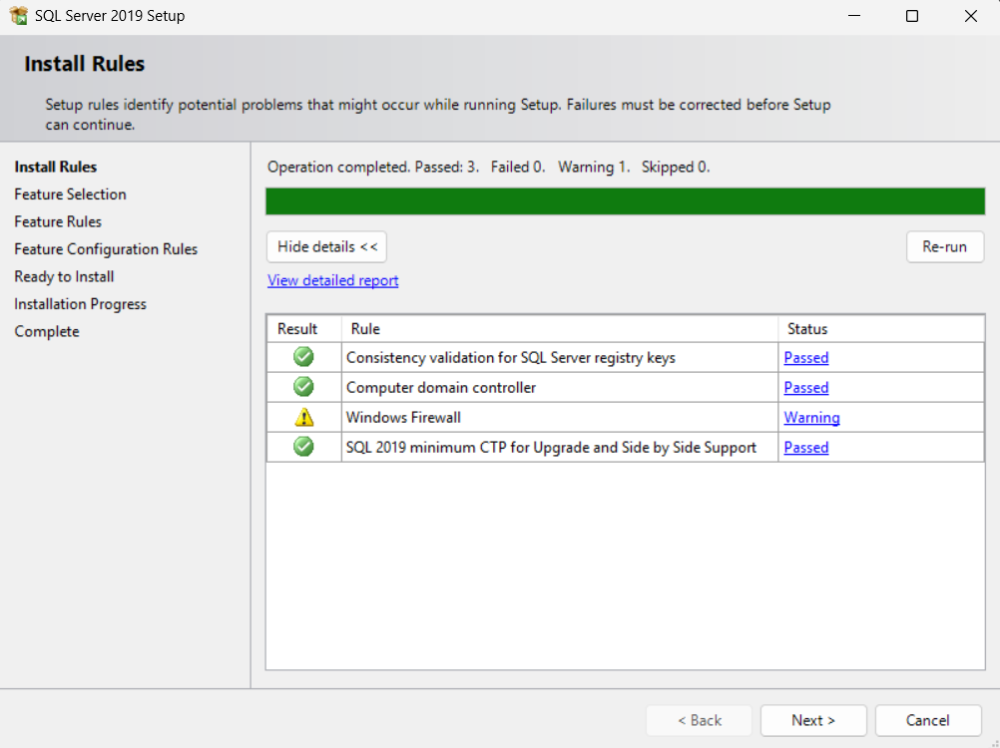 SQL Server 2019 Setup
Install Rules
Setup rules identify potential problems that might occur while running Setup. Failures must be corrected before Setup
can continue.
Install Rules
Feature Selection
Feature Rules
Feature Configuration Rules
Ready to Install
Installation Progress
Complete
Operation completed. Passed: 3.   Failed 0.   Warning 1.   Skipped 0.
Hide details <<
Re-run
View detailed report
Result Rule Status
Consistency validation for SQL Server registry keys Passed
Computer domain controller Passed
Windows Firewall Warning
SQL 2019 minimum CTP for Upgrade and Side by Side Support Passed
< Back Next > Cancel